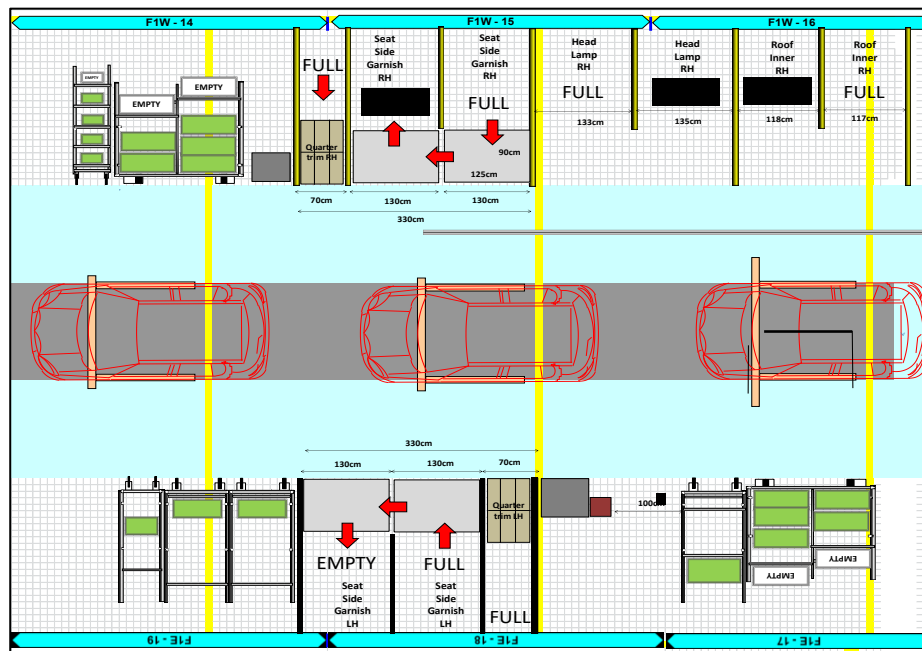 F1W - 14
F1W - 15
F1W - 16
EMPTY
EMPTY
EMPTY
FULL
Quarter
trim RH
Seat
Side
Garnish
RH
Seat
Side
Garnish
RH
FULL
90cm
125cm
Head
Lamp
RH
FULL
133cm
Head
Lamp
RH
135cm
Roof
Inner
RH
118cm
Roof
Inner
RH
FULL
117cm
70cm
130cm
130cm
330cm
330cm
130cm
130cm
70cm
Quarter
trim LH
100cm
EMPTY
Seat
Side
Garnish
LH
FULL
Seat
Side
Garnish
LH
FULL
EMPTY
EMPTY
F1E - 19
F1E - 18
F1E - 17